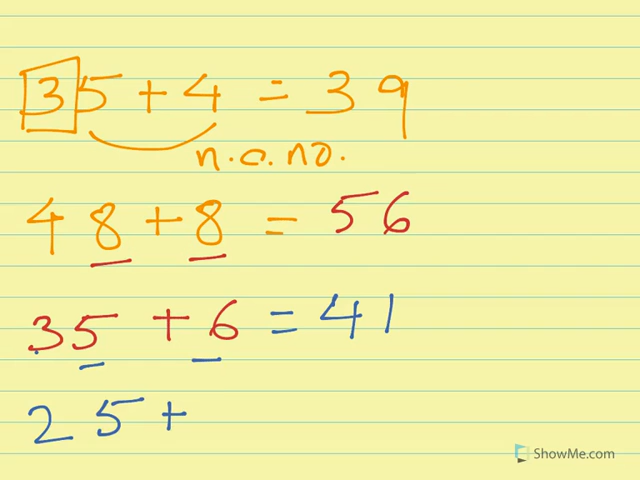 35 + 4 = 39
n.c.no.
48 + 8 = 56
35 + 6 = 41
25 +
ShowMe.com